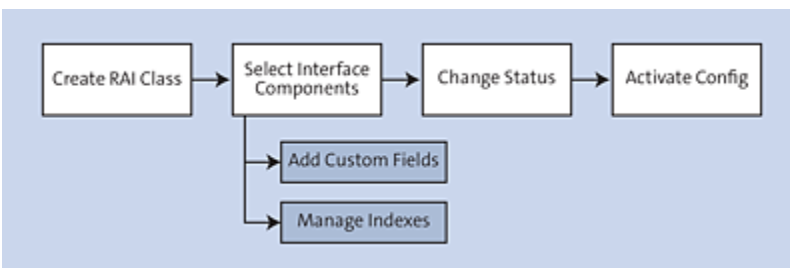 Create RAI Class
Select Interface
Components
Change Status
Activate Config
Add Custom Fields
Manage Indexes